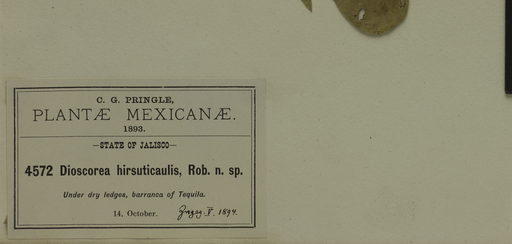 C. G. PRINGLE,
PLANTÆ MEXICANÆ.
1893.
—STATE OF JALISCO—
4572 Dioscorea hirsuticaulis, Rob. n. sp.
Under dry ledges, barranca of Tequila.
14, October. V. 1894.